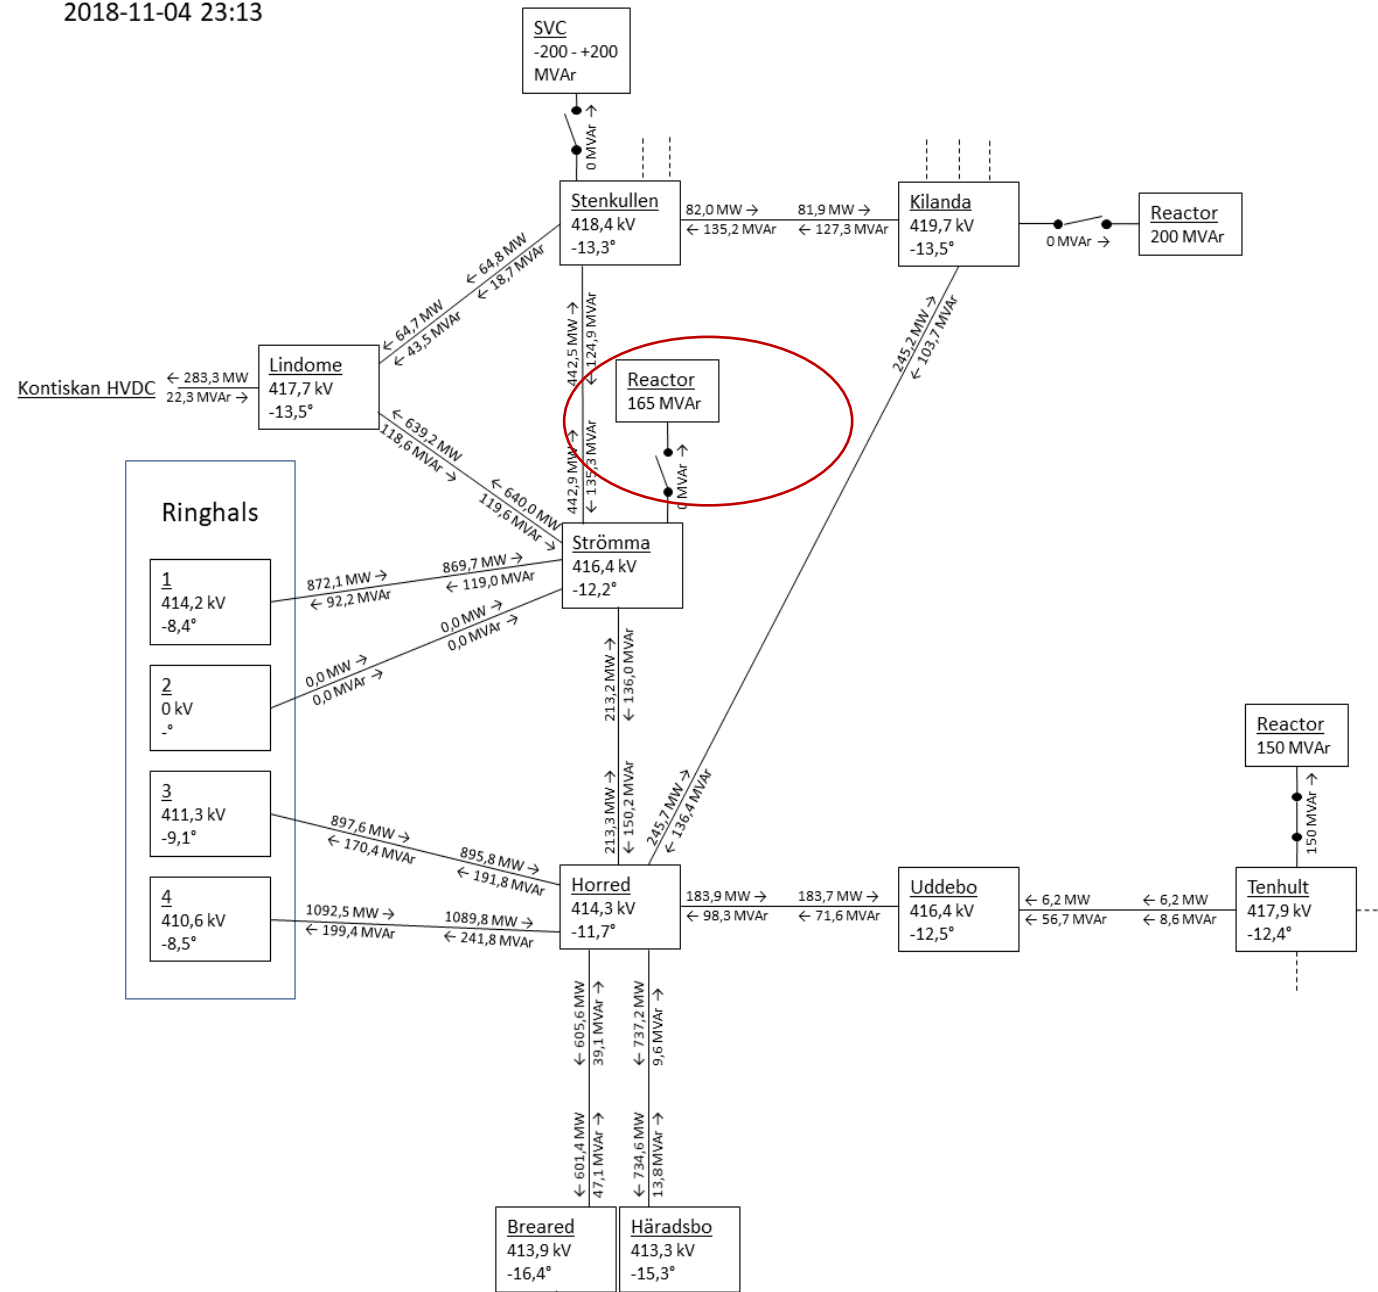 2018-11-04 23:13
SVC
-200 - +200
MVAr
0 MVAr →
Stenkullen
418,4 kV
-13,3°
82,0 MW →
← 135,2 MVAr
81,9 MW →
← 127,3 MVAr
Kilanda
419,7 kV
-13,5°
0 MVAr →
Reactor
200 MVAr
← 64,8 MW
← 18,7 MVAr
← 64,7 MW
← 43,5 MVAr
442,5 MW →
← 124,9 MVAr
245,2 MW →
← 103,7 MVAr
Kontiskan HVDC
← 283,3 MW
22,3 MVAr →
Lindome
417,7 kV
-13,5°
Reactor
165 MVAr
0 MVAr →
← 639,2 MW
118,6 MVAr →
← 640,0 MW
119,6 MVAr →
442,9 MW →
← 135,3 MVAr
Ringhals
Strömma
416,4 kV
-12,2°
1
414,2 kV
-8,4°
872,1 MW →
← 92,2 MVAr
869,7 MW →
← 119,0 MVAr
2
0 kV
-°
0,0 MW →
0,0 MVAr →
0,0 MW →
0,0 MVAr →
213,2 MW →
← 136,0 MVAr
213,3 MW →
← 150,2 MVAr
245,7 MW →
← 136,4 MVAr
Reactor
150 MVAr
150 MVAr →
3
411,3 kV
-9,1°
897,6 MW →
← 170,4 MVAr
895,8 MW →
← 191,8 MVAr
4
410,6 kV
-8,5°
1092,5 MW →
← 199,4 MVAr
1089,8 MW →
← 241,8 MVAr
Horred
414,3 kV
-11,7°
183,9 MW →
← 98,3 MVAr
183,7 MW →
← 71,6 MVAr
Uddebo
416,4 kV
-12,5°
← 6,2 MW
← 56,7 MVAr
← 6,2 MW
← 8,6 MVAr
Tenhult
417,9 kV
-12,4°
← 605,6 MW
39,1 MVAr →
← 737,2 MW
9,6 MVAr →
← 601,4 MW
47,1 MVAr →
← 734,6 MW
13,8 MVAr →
Breared
413,9 kV
-16,4°
Häradsbo
413,3 kV
-15,3°